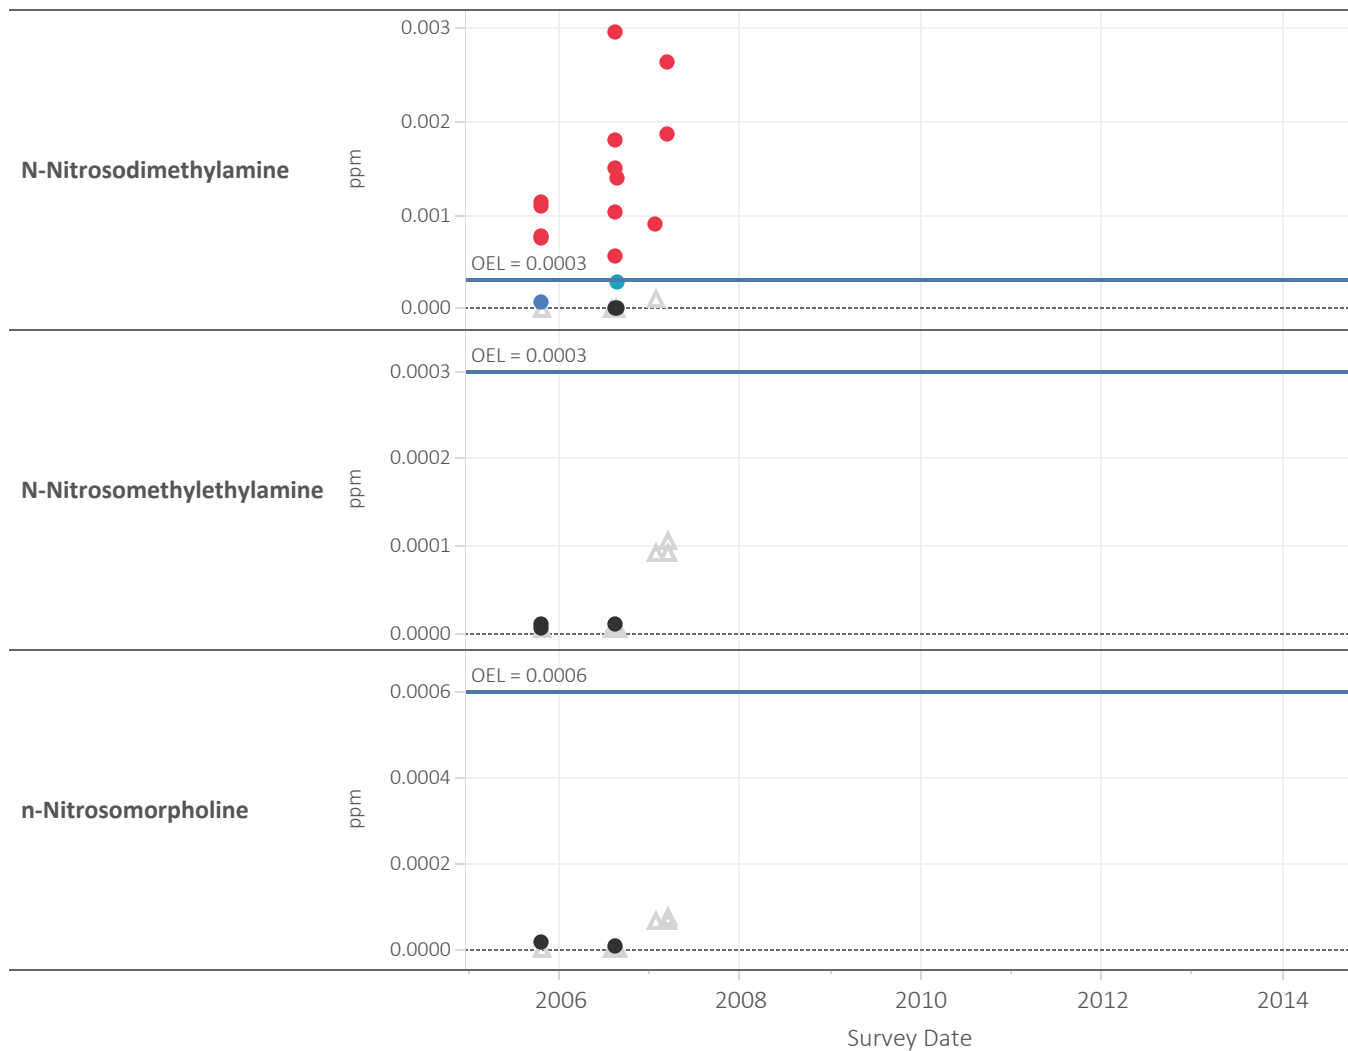 N-Nitrosodimethylamine
ppm
0.003
0.002
0.001
0.000
OEL = 0.0003
N-Nitrosomethylethylamine
ppm
0.0003
0.0002
0.0001
0.0000
OEL = 0.0003
n-Nitrosomorpholine
ppm
0.0006
0.0004
0.0002
0.0000
OEL = 0.0006
2006 2008 2010 2012 2014
Survey Date